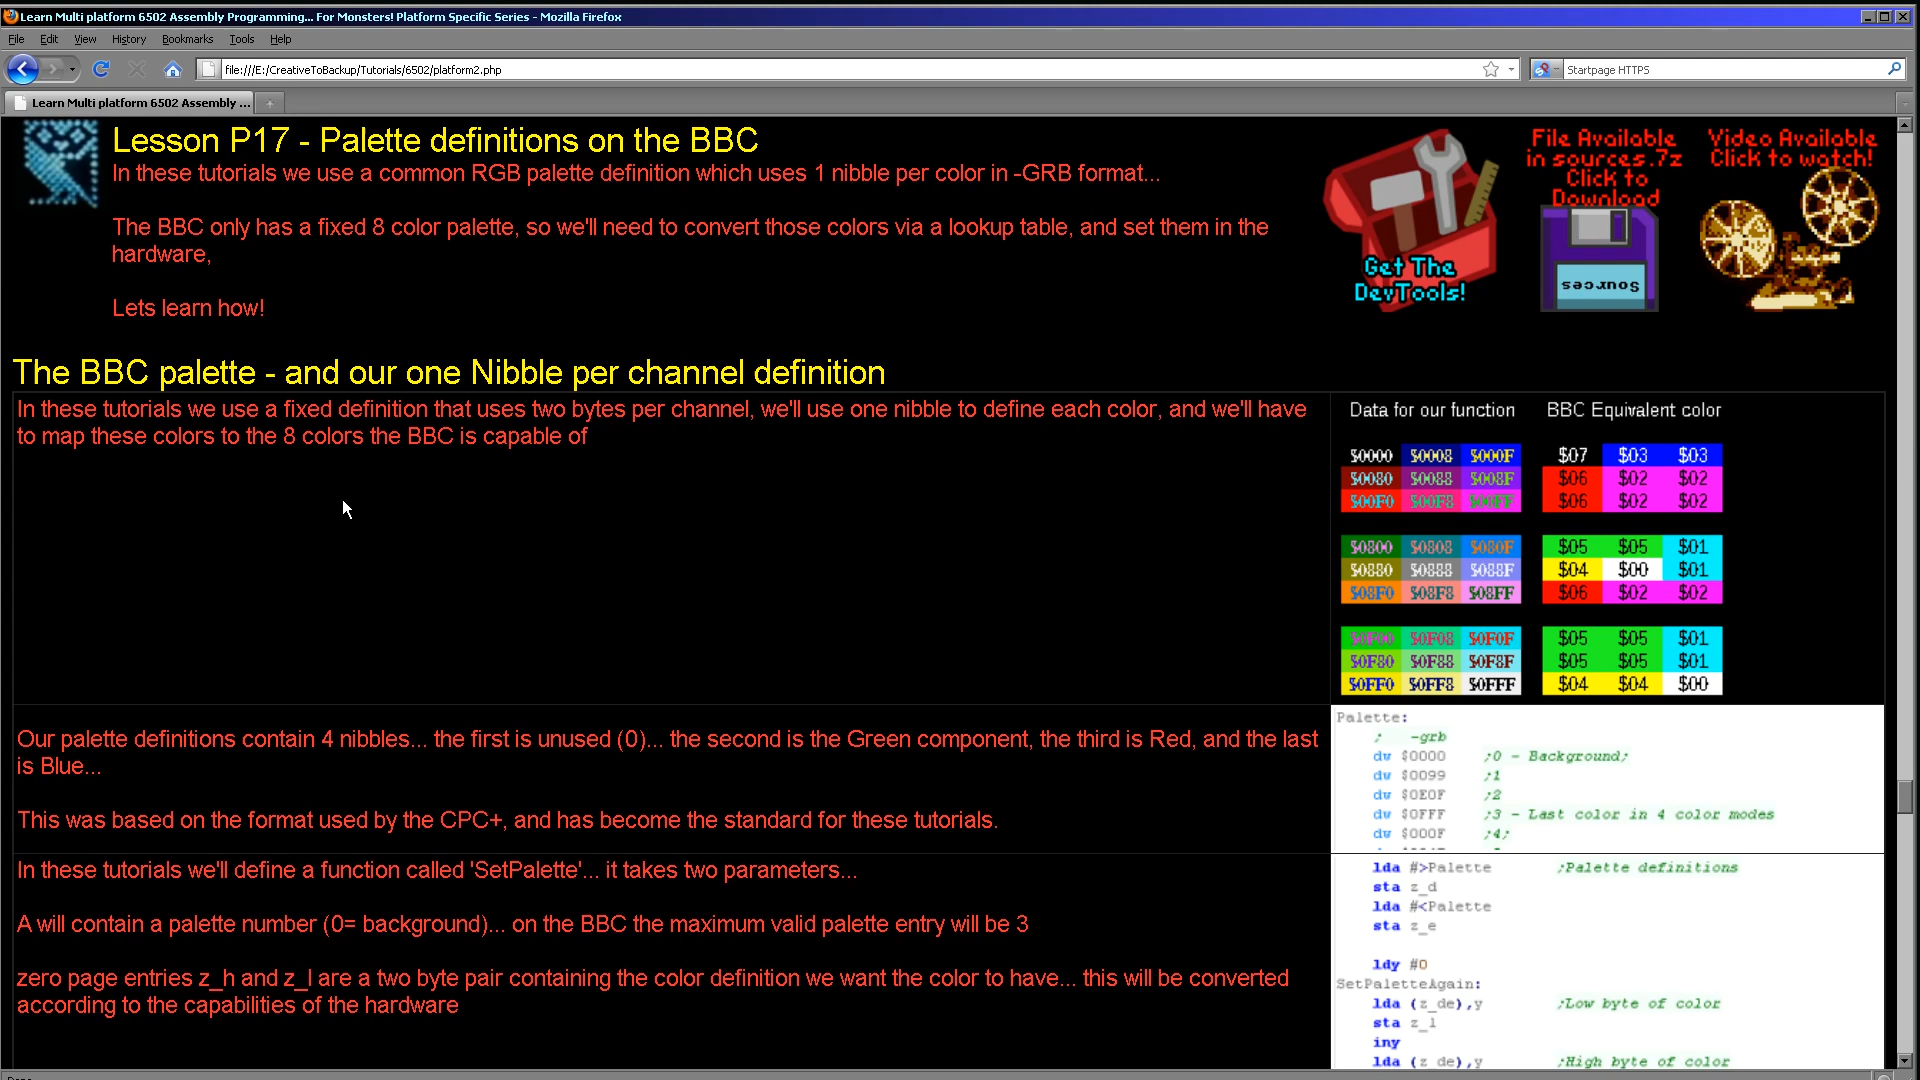 Learn Multi platform 6502 Assembly Programming... For Monsters! Platform Specific Series - Mozilla Firefox
File Edit View History Bookmarks Tools Help
file:///E:/CreativeToBackup/Tutorials/6502/platform2.php
Startpage HTTPS
Learn Multi platform 6502 Assembly ...
Lesson P17 - Palette definitions on the BBC
In these tutorials we use a common RGB palette definition which uses 1 nibble per color in -GRB format...
The BBC only has a fixed 8 color palette, so we'll need to convert those colors via a lookup table, and set them in the
hardware,
Lets learn how!
Get The
DevTools!
File Available
in sources.7z
Click to
Download
Sources
Video Available
Click to watch!
The BBC palette - and our one Nibble per channel definition
In these tutorials we use a fixed definition that uses two bytes per channel, we'll use one nibble to define each color, and we'll have
to map these colors to the 8 colors the BBC is capable of
Data for our function BBC Equivalent color
$0000 $0008 $000F $07 $03 $03
$0080 $0088 $008F $06 $02 $02
$00F0 $00F8 $00FF $06 $02 $02
$0800 $0808 $080F $05 $05 $01
$0880 $0888 $088F $04 $00 $01
$08F0 $08F8 $08FF $06 $02 $02
$0F00 $0F08 $0F0F $05 $05 $01
$0F80 $0F88 $0F8F $05 $05 $01
$0FF0 $0FF8 $0FFF $04 $04 $00
Our palette definitions contain 4 nibbles... the first is unused (0)... the second is the Green component, the third is Red, and the last
is Blue...
This was based on the format used by the CPC+, and has become the standard for these tutorials.
Palette:
; -grb
dw $0000 ;0 - Background;
dw $0099 ;1
dw $0E0F ;2
dw $0FFF ;3 - Last color in 4 color modes
dw $000F ;4;
In these tutorials we'll define a function called 'SetPalette'... it takes two parameters...
A will contain a palette number (0= background)... on the BBC the maximum valid palette entry will be 3
zero page entries z_h and z_l are a two byte pair containing the color definition we want the color to have... this will be converted
according to the capabilities of the hardware
lda #>Palette ;Palette definitions
sta z_d
lda #<Palette
sta z_e
ldy #0
SetPaletteAgain:
lda (z_de),y ;Low byte of color
sta z_l
iny
lda (z_de),y ;High byte of color